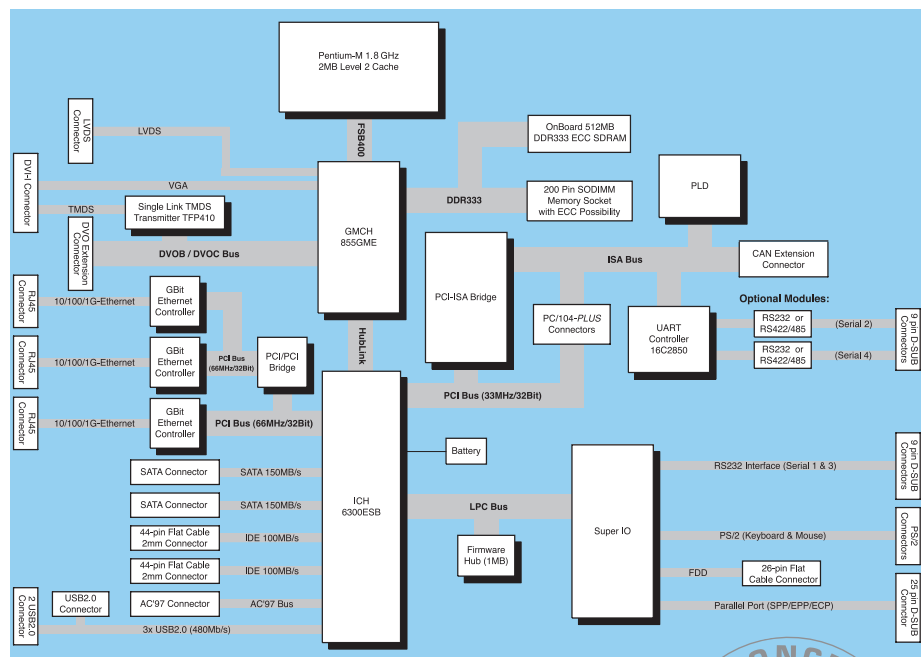 Pentium-M 1.8 GHz
2MB Level 2 Cache
LVDS
Connector
LVDS
FSB400
OnBoard 512MB
DDR333 ECC SDRAM
DVI-I Connector
VGA
TMDS
Single Link TMDS
Transmitter TFP410
GMCH
855GME
DDR333
200 Pin SODIMM
Memory Socket
with ECC Possibility
PLD
DVO Extension
Connector
DVOB / DVOC Bus
ISA Bus
CAN Extension
Connector
PCI-ISA Bridge
RJ45
Connector
10/100/1G-Ethernet
GBit
Ethernet
Controller
HubLink
PC/104-PLUS
Connectors
UART
Controller
16C2850
Optional Modules:
RS232 or
RS422/485
(Serial 2)
RS232 or
RS422/485
(Serial 4)
9 pin D-SUB
Connectors
RJ45
Connector
10/100/1G-Ethernet
GBit
Ethernet
Controller
PCI Bus
(66MHz/32Bit)
PCI/PCI
Bridge
RJ45
Connector
10/100/1G-Ethernet
GBit
Ethernet
Controller
PCI Bus (66MHz/32Bit)
PCI Bus (33MHz/32Bit)
Battery
ICH
6300ESB
SATA Connector
SATA 150MB/s
SATA Connector
SATA 150MB/s
44-pin Flat Cable
2mm Connector
IDE 100MB/s
44-pin Flat Cable
2mm Connector
IDE 100MB/s
AC'97 Connector
AC'97 Bus
USB2.0
Connector
2 USB2.0
Connector
3x USB2.0 (480Mb/s)
LPC Bus
Firmware
Hub (1MB)
Super IO
RS232 Interface (Serial 1 & 3)
9 pin D-SUB
Connectors
PS/2 (Keyboard & Mouse)
PS/2
Connectors
FDD
26-pin Flat
Cable Connector
Parallel Port (SPP/EPP/ECP)
25 pin D-SUB
Conntctor